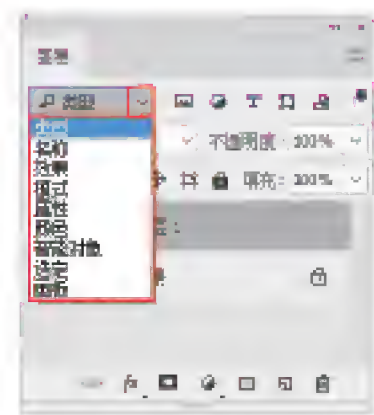 图层
类型
类型
名称
效果
模式
属性
颜色
智能对象
选定
画板
不透明度：100%
填充：100%
fx